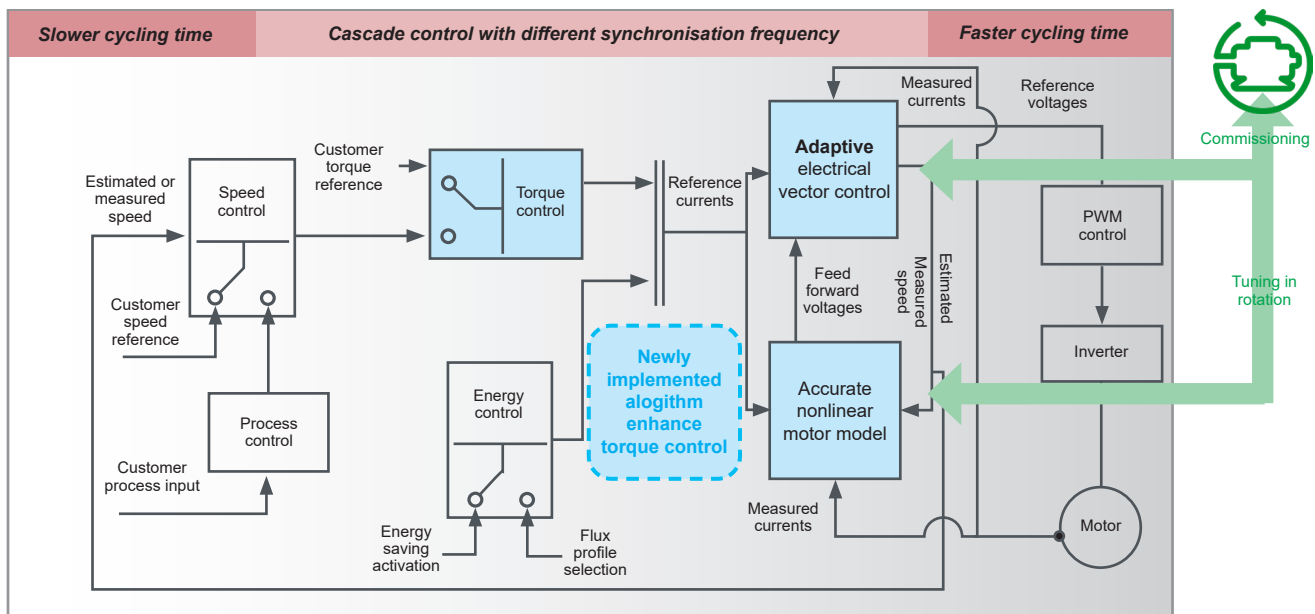 Slower cycling time
Cascade control with different synchronisation frequency
Faster cycling time
Commissioning
Measured
currents
Reference
voltages
Customer
torque
reference
Estimated or
measured
speed
Speed
control
Torque
control
Reference
currents
Adaptive
electrical
vector control
PWM
control
Tuning in
rotation
Customer
speed
reference
Feed
forward
voltages
Estimated
Measured
speed
Inverter
Newly
implemented
alogithm
enhance
torque control
Energy
control
Accurate
nonlinear
motor model
Process
control
Customer
process input
Measured
currents
Motor
Energy
saving
activation
Flux
profile
selection